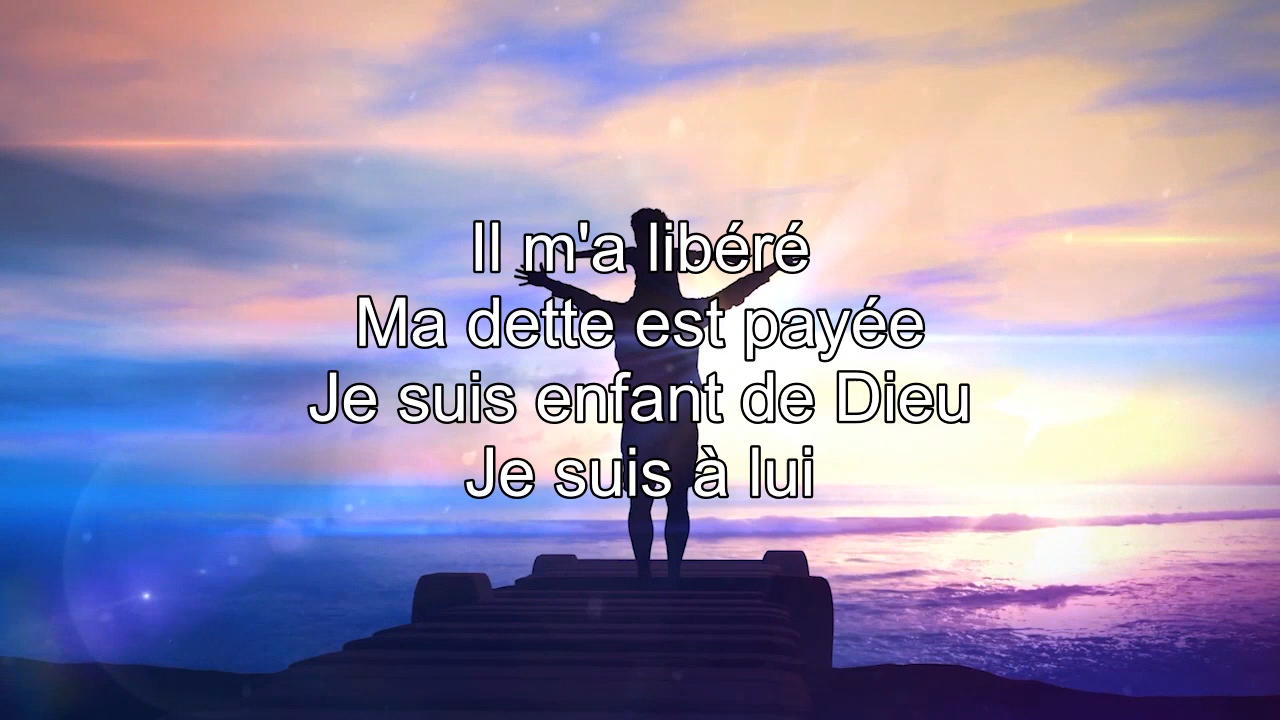 Il m'a libéré
Ma dette est payée
Je suis enfant de Dieu
Je suis à lui